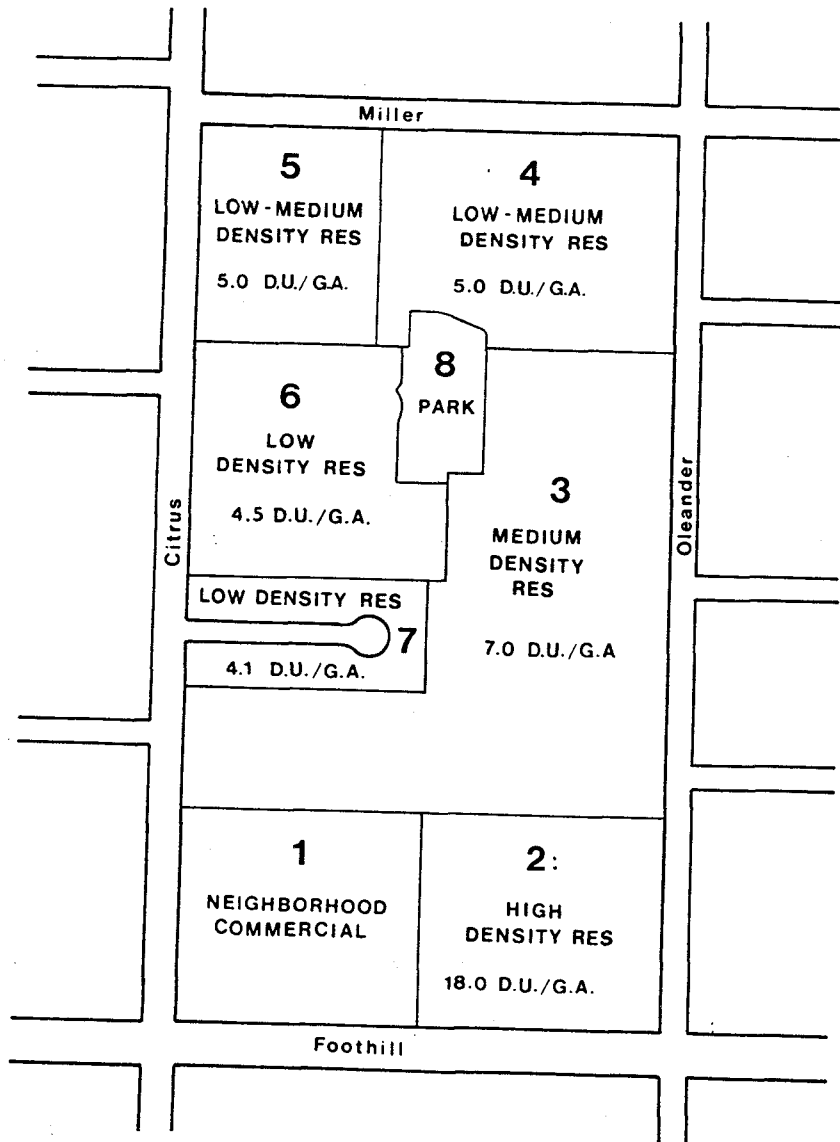 Miller
5
LOW-MEDIUM
DENSITY RES
5.0 D.U./G.A.
4
LOW-MEDIUM
DENSITY RES
5.0 D.U./G.A.
8
PARK
6
LOW
DENSITY RES
4.5 D.U./G.A.
3
MEDIUM
DENSITY
RES
7.0 D.U./G.A
Citrus
Oleander
LOW DENSITY RES
7
4.1 D.U./G.A.
1
NEIGHBORHOOD
COMMERCIAL
2:
HIGH
DENSITY RES
18.0 D.U./G.A.
Foothill